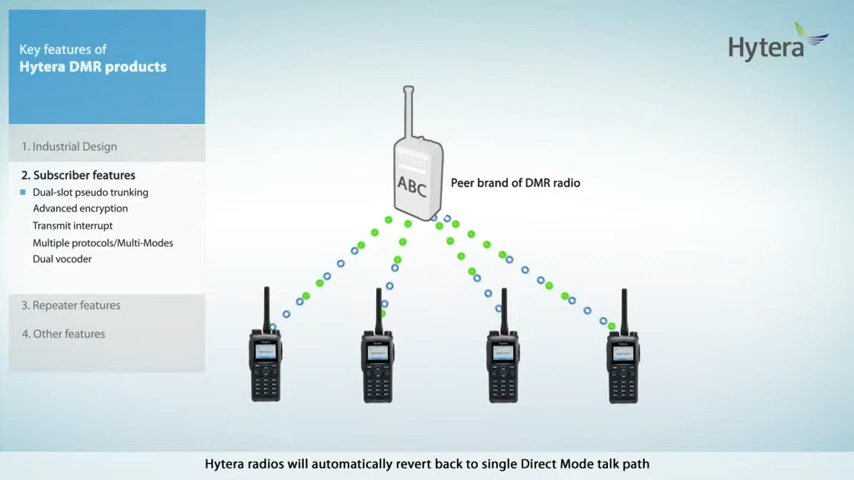 Key features of
Hytera DMR products
Hytera
1. Industrial Design
2. Subscriber features
Dual-slot pseudo trunking
Advanced encryption
Transmit interrupt
Multiple protocols/Multi-Modes
Dual vocoder
3. Repeater features
4. Other features
ABC
Peer brand of DMR radio
Hytera radios will automatically revert back to single Direct Mode talk path